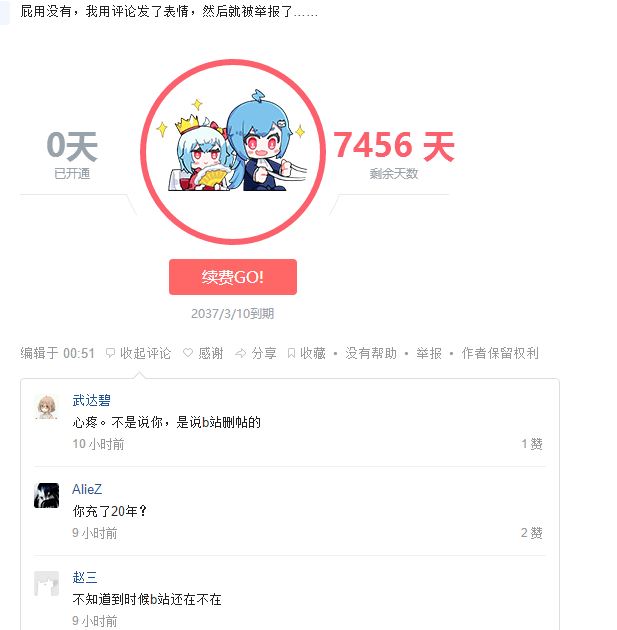 屁用没有，我用评论发了表情，然后就被举报了……
0天
已开通
7456 天
剩余天数
续费GO!
2037/3/10到期
编辑于 00:51 收起评论 感谢 分享 收藏 • 没有帮助 • 举报 • 作者保留权利
武达碧
心疼。不是说你，是说b站删帖的
10 小时前 1 赞
AlieZ
你充了20年？
9 小时前 2 赞
赵三
不知道到时候b站还在不在
9 小时前